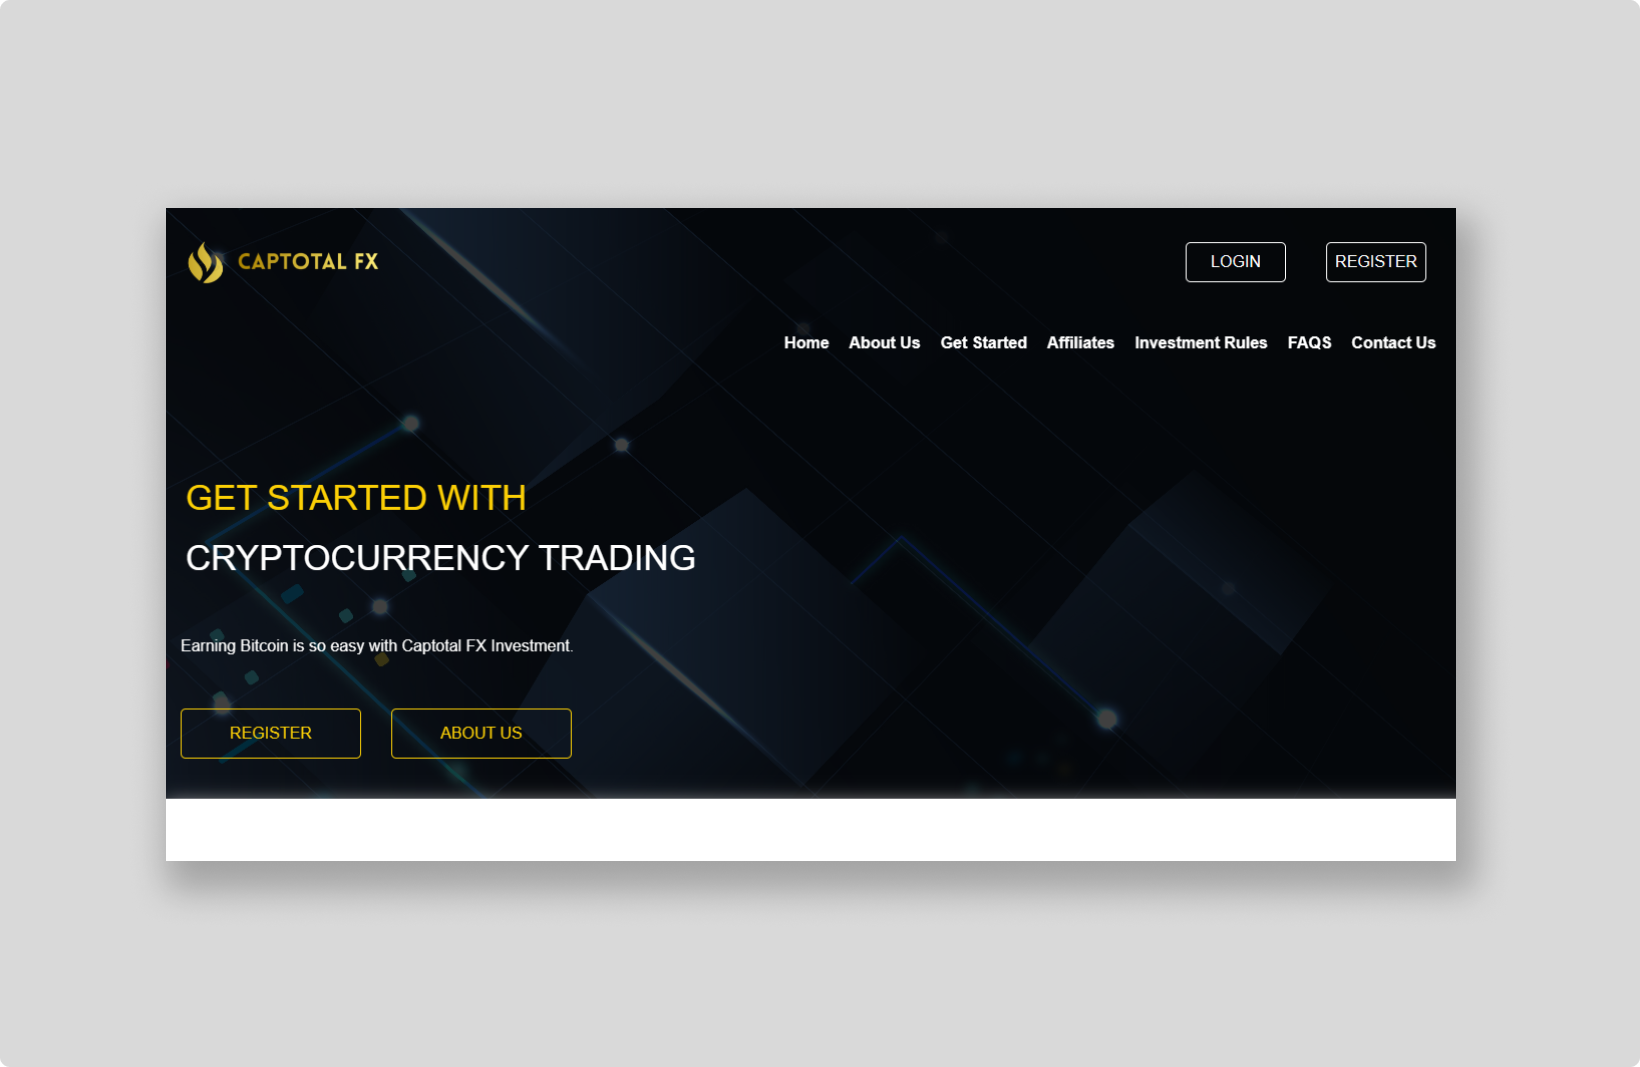 CAPTOTAL FX
LOGIN
REGISTER
Home About Us Get Started Affiliates Investment Rules FAQS Contact Us
GET STARTED WITH
CRYPTOCURRENCY TRADING
Earning Bitcoin is so easy with Captotal FX Investment.
REGISTER
ABOUT US